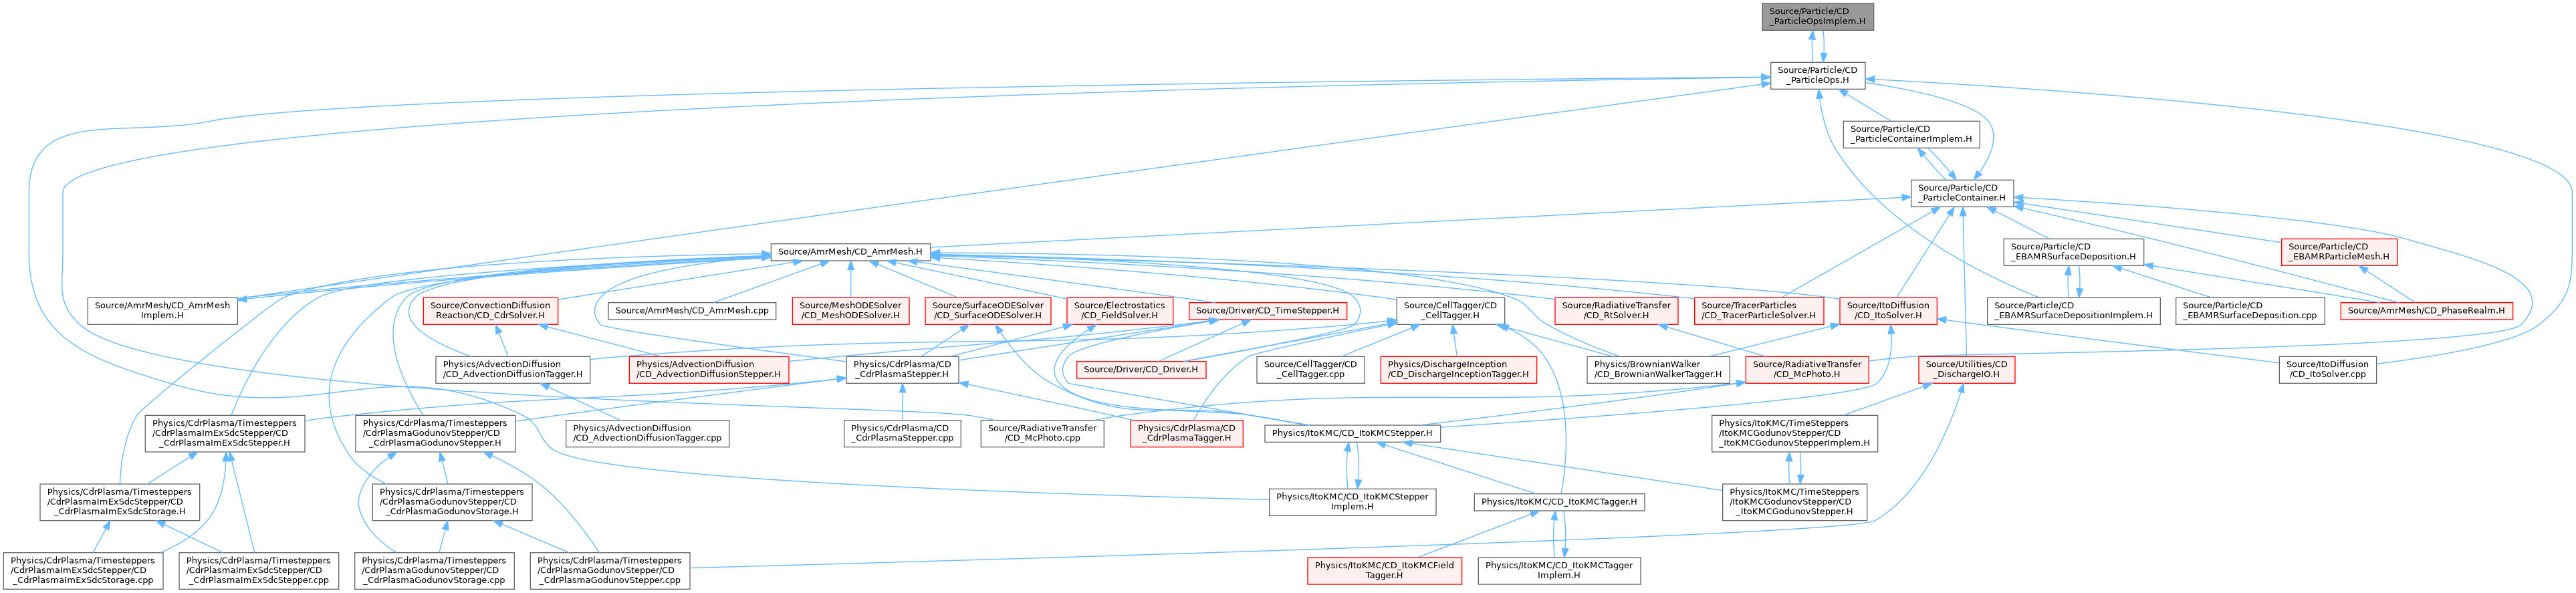 Source/Particle/CD
_ParticleOpsImplem.H
Source/Particle/CD
_ParticleOps.H
Source/Particle/CD
_ParticleContainerImplem.H
Source/Particle/CD
_ParticleContainer.H
Source/AmrMesh/CD_AmrMesh.H
Source/Particle/CD
_EBAMRSurfaceDeposition.H
Source/Particle/CD
_EBAMRParticleMesh.H
Source/AmrMesh/CD_AmrMesh
Implem.H
Source/ConvectionDiffusion
Reaction/CD_CdrSolver.H
Source/AmrMesh/CD_AmrMesh.cpp
Source/MeshODESolver
/CD_MeshODESolver.H
Source/SurfaceODESolver
/CD_SurfaceODESolver.H
Source/Electrostatics
/CD_FieldSolver.H
Source/Driver/CD_TimeStepper.H
Source/CellTagger/CD
_CellTagger.H
Source/RadiativeTransfer
/CD_RtSolver.H
Source/TracerParticles
/CD_TracerParticleSolver.H
Source/ItoDiffusion
/CD_ItoSolver.H
Source/Particle/CD
_EBAMRSurfaceDepositionImplem.H
Source/Particle/CD
_EBAMRSurfaceDeposition.cpp
Source/AmrMesh/CD_PhaseRealm.H
Physics/AdvectionDiffusion
/CD_AdvectionDiffusionTagger.H
Physics/AdvectionDiffusion
/CD_AdvectionDiffusionStepper.H
Physics/CdrPlasma/CD
_CdrPlasmaStepper.H
Source/Driver/CD_Driver.H
Source/CellTagger/CD
_CellTagger.cpp
Physics/DischargeInception
/CD_DischargeInceptionTagger.H
Physics/BrownianWalker
/CD_BrownianWalkerTagger.H
Source/RadiativeTransfer
/CD_McPhoto.H
Source/Utilities/CD
_DischargeIO.H
Source/ItoDiffusion
/CD_ItoSolver.cpp
Physics/CdrPlasma/Timesteppers
/CdrPlasmaImExSdcStepper/CD
_CdrPlasmaImExSdcStepper.H
Physics/CdrPlasma/Timesteppers
/CdrPlasmaGodunovStepper/CD
_CdrPlasmaGodunovStepper.H
Physics/AdvectionDiffusion
/CD_AdvectionDiffusionTagger.cpp
Physics/CdrPlasma/CD
_CdrPlasmaStepper.cpp
Source/RadiativeTransfer
/CD_McPhoto.cpp
Physics/CdrPlasma/CD
_CdrPlasmaTagger.H
Physics/ItoKMC/CD_ItoKMCStepper.H
Physics/ItoKMC/TimeSteppers
/ItoKMCGodunovStepper/CD
_ItoKMCGodunovStepperImplem.H
Physics/CdrPlasma/Timesteppers
/CdrPlasmaImExSdcStepper/CD
_CdrPlasmaImExSdcStorage.H
Physics/CdrPlasma/Timesteppers
/CdrPlasmaGodunovStepper/CD
_CdrPlasmaGodunovStorage.H
Physics/ItoKMC/CD_ItoKMCStepper
Implem.H
Physics/ItoKMC/CD_ItoKMCTagger.H
Physics/ItoKMC/TimeSteppers
/ItoKMCGodunovStepper/CD
_ItoKMCGodunovStepper.H
Physics/CdrPlasma/Timesteppers
/CdrPlasmaImExSdcStepper/CD
_CdrPlasmaImExSdcStorage.cpp
Physics/CdrPlasma/Timesteppers
/CdrPlasmaImExSdcStepper/CD
_CdrPlasmaImExSdcStepper.cpp
Physics/CdrPlasma/Timesteppers
/CdrPlasmaGodunovStepper/CD
_CdrPlasmaGodunovStorage.cpp
Physics/CdrPlasma/Timesteppers
/CdrPlasmaGodunovStepper/CD
_CdrPlasmaGodunovStepper.cpp
Physics/ItoKMC/CD_ItoKMCField
Tagger.H
Physics/ItoKMC/CD_ItoKMCTagger
Implem.H